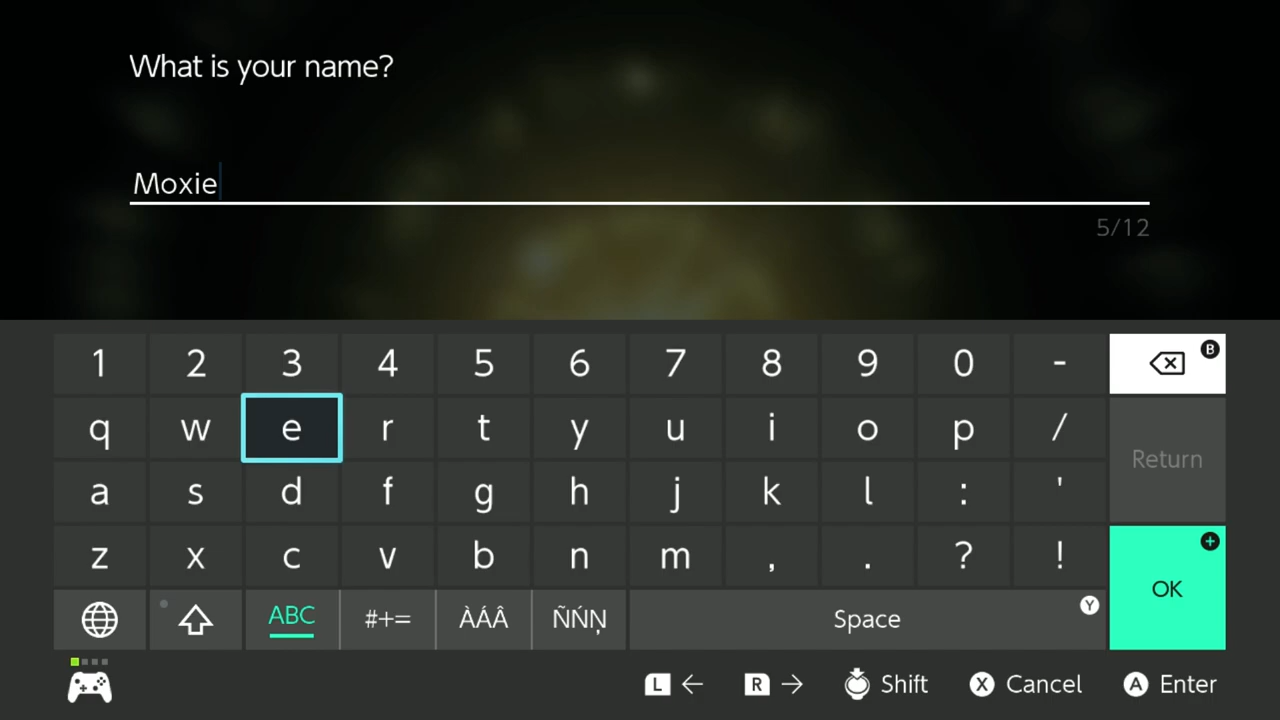 What is your name?
Moxie
5/12
1 2 3 4 5 6 7 8 9 0 - B
q w e r t y u i o p /
Return
a s d f g h j k l : '
z x c v b n m , . ? ! +
OK
ABC #+= ÀÁÂ ÑŃŅ Space Y
L ← R → Shift X Cancel A Enter